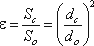 ε = S_c / S_o = (d_c / d_o)^2